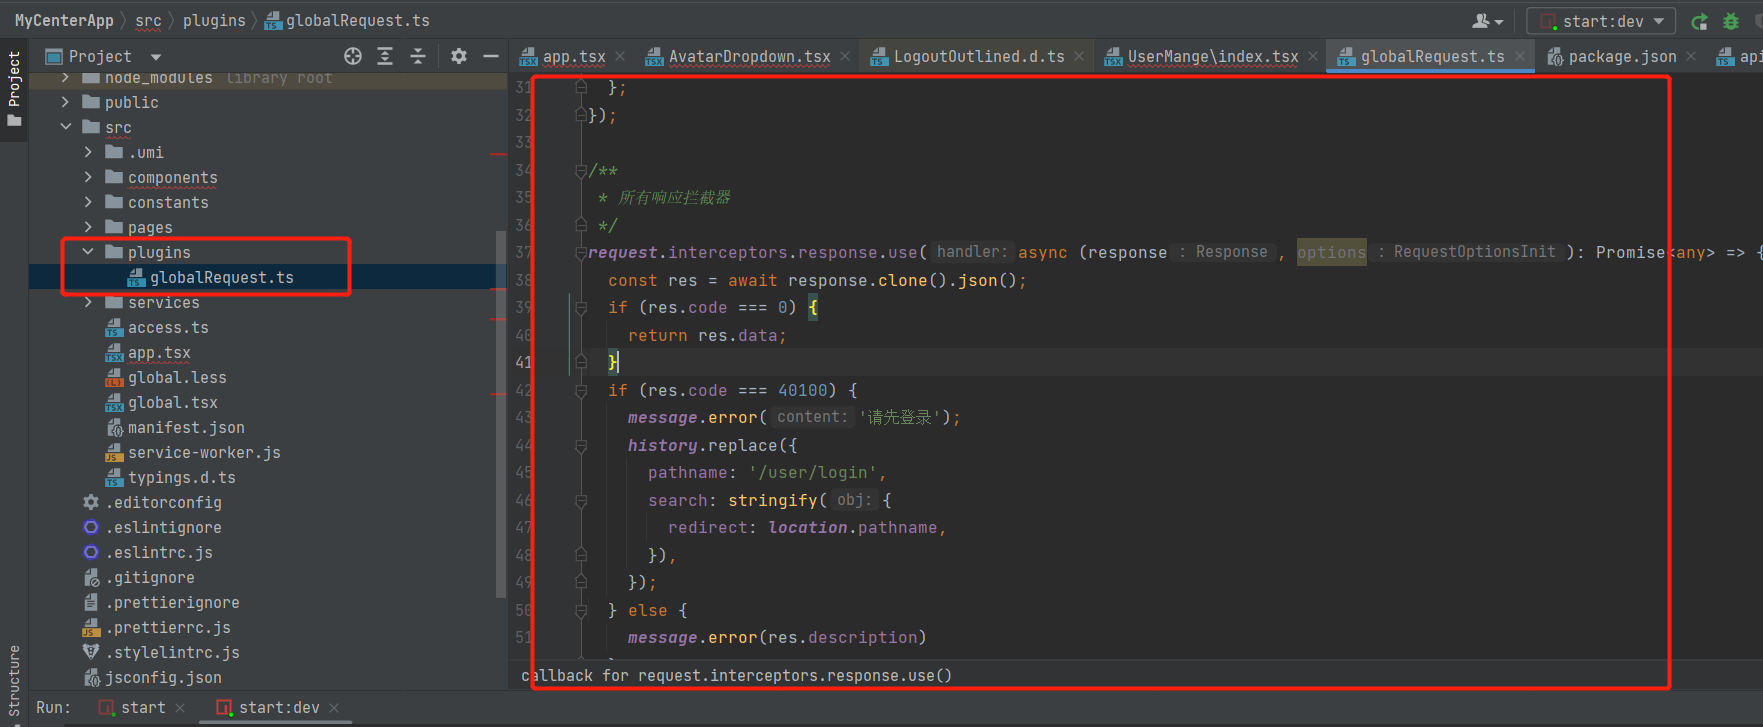 MyCenterApp 〉 src 〉 plugins 〉 globalRequest.ts
start:dev
Project
app.tsx
AvatarDropdown.tsx
LogoutOutlined.d.ts
UserMange\index.tsx
globalRequest.ts
package.json
api
Project
node_modules library root
public
src
.umi
components
constants
pages
plugins
globalRequest.ts
services
access.ts
app.tsx
global.less
global.tsx
manifest.json
service-worker.js
typings.d.ts
.editorconfig
.eslintignore
.eslintrc.js
.gitignore
.prettierignore
.prettierrc.js
.stylelintrc.js
jsconfig.json
Structure
31 };
32 });
33
34 /**
35 * 所有响应拦截器
36 */
37 request.interceptors.response.use( handler: async (response : Response , options : RequestOptionsInit ): Promise<any> => {
38 const res = await response.clone().json();
39 if (res.code === 0) {
40 return res.data;
41 }
42 if (res.code === 40100) {
43 message.error( content: '请先登录');
44 history.replace({
45 pathname: '/user/login',
46 search: stringify( obj: {
47 redirect: location.pathname,
48 }),
49 });
50 } else {
51 message.error(res.description)
callback for request.interceptors.response.use()
Run: start start:dev